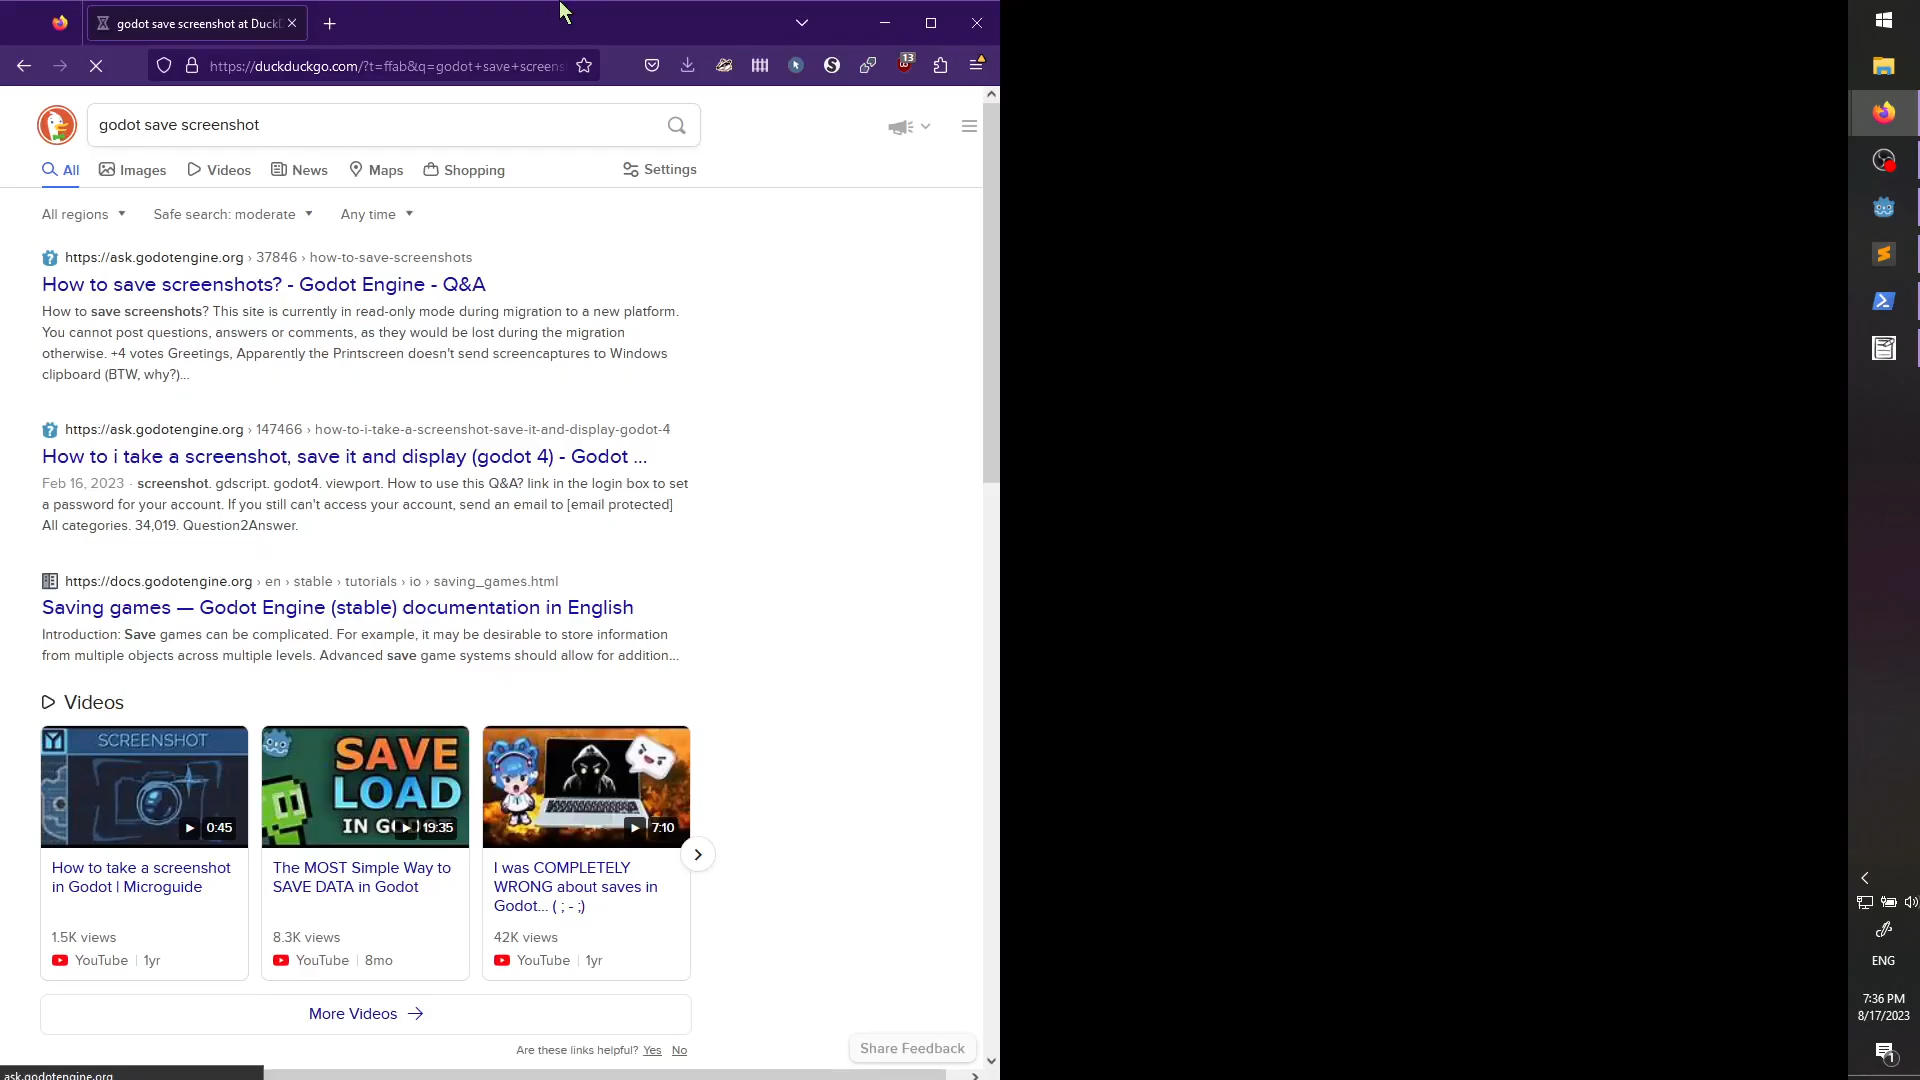 godot save screenshot at DuckD
https://duckduckgo.com/?t=ffab&q=godot+save+screens
13
godot save screenshot
All
Images
Videos
News
Maps
Shopping
Settings
All regions
Safe search: moderate
Any time
https://ask.godotengine.org › 37846 › how-to-save-screenshots
How to save screenshots? - Godot Engine - Q&A
How to save screenshots? This site is currently in read-only mode during migration to a new platform.
You cannot post questions, answers or comments, as they would be lost during the migration
otherwise. +4 votes Greetings, Apparently the Printscreen doesn't send screencaptures to Windows
clipboard (BTW, why?)...
https://ask.godotengine.org › 147466 › how-to-i-take-a-screenshot-save-it-and-display-godot-4
How to i take a screenshot, save it and display (godot 4) - Godot ...
Feb 16, 2023 · screenshot. gdscript. godot4. viewport. How to use this Q&A? link in the login box to set
a password for your account. If you still can't access your account, send an email to [email protected]
All categories. 34,019. Question2Answer.
https://docs.godotengine.org › en › stable › tutorials › io › saving_games.html
Saving games — Godot Engine (stable) documentation in English
Introduction: Save games can be complicated. For example, it may be desirable to store information
from multiple objects across multiple levels. Advanced save game systems should allow for addition...
Videos
SCREENSHOT
0:45
How to take a screenshot
in Godot | Microguide
1.5K views
YouTube | 1yr
SAVE
LOAD
IN GO
19:35
The MOST Simple Way to
SAVE DATA in Godot
8.3K views
YouTube | 8mo
7:10
I was COMPLETELY
WRONG about saves in
Godot... ( ; - ;)
42K views
YouTube | 1yr
More Videos
Are these links helpful? Yes No
Share Feedback
ask.godotengine.org
ENG
7:36 PM
8/17/2023
1